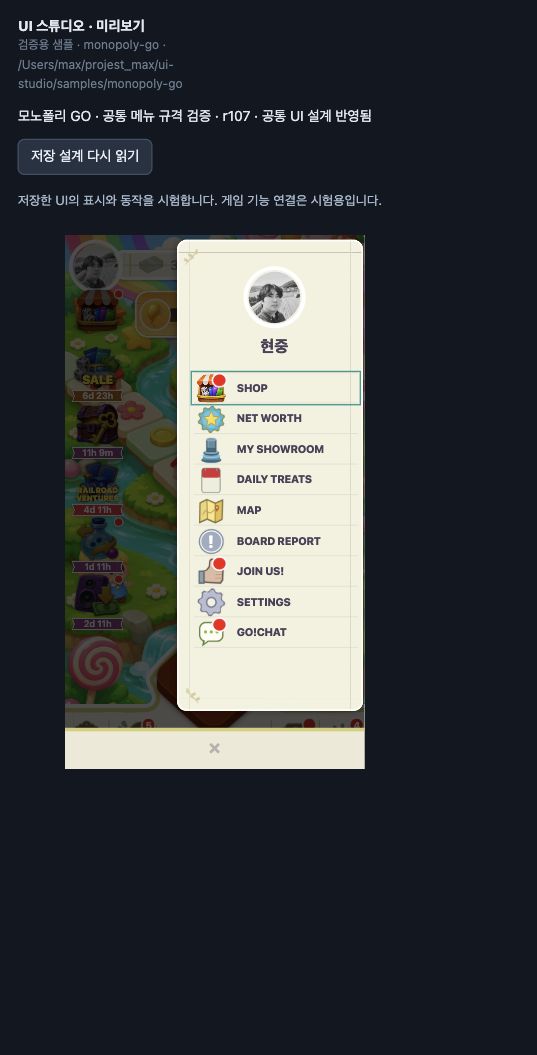 UI 스튜디오 · 미리보기
검증용 샘플 · monopoly-go ·
/Users/max/projest_max/ui-
studio/samples/monopoly-go
모노폴리 GO · 공통 메뉴 규격 검증 · r107 · 공통 UI 설계 반영됨
저장 설계 다시 읽기
저장한 UI의 표시와 동작을 시험합니다. 게임 기능 연결은 시험용입니다.
3
현중
SALE
6d 23h
11h 9m
RAILROAD
VENTURES
4d 11h
1d 11h
2d 11h
SHOP
NET WORTH
MY SHOWROOM
DAILY TREATS
MAP
BOARD REPORT
JOIN US!
SETTINGS
GO!CHAT
5
4
×